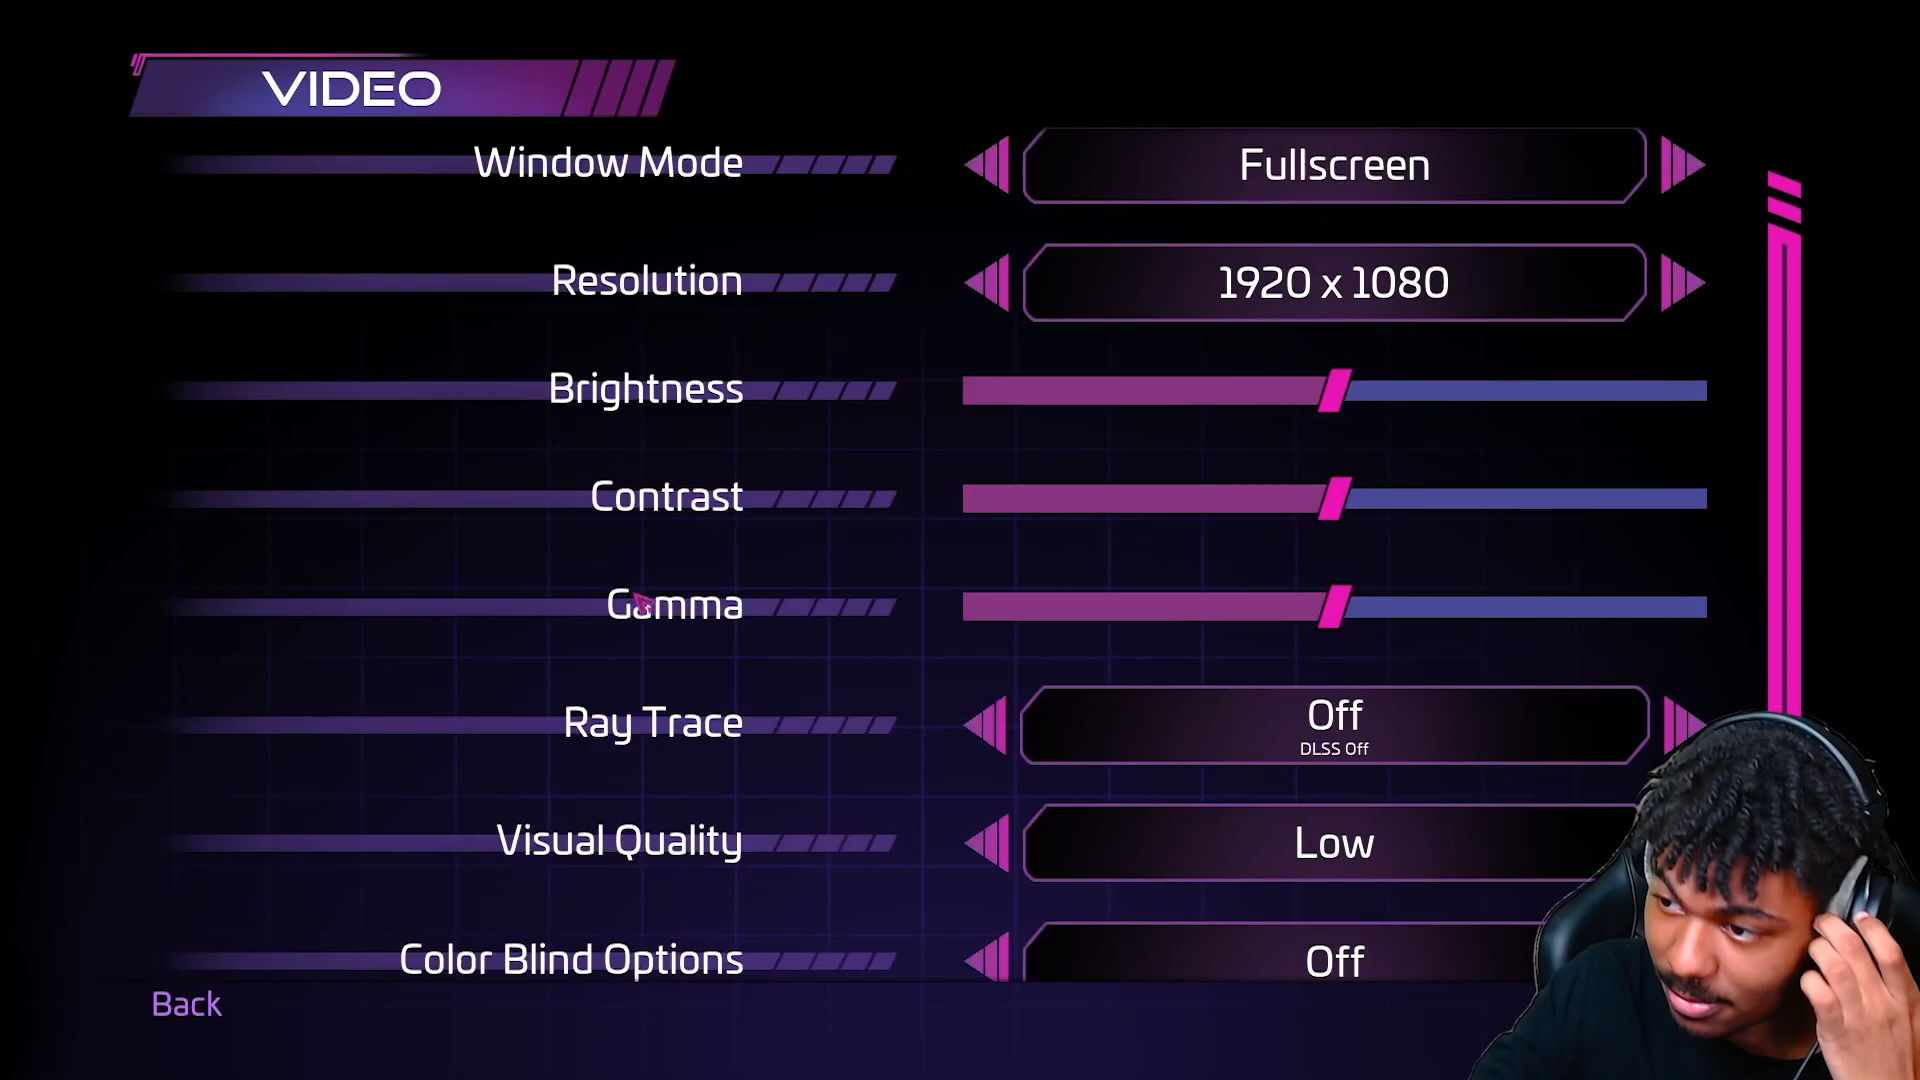 VIDEO
Window Mode
Fullscreen
Resolution
1920 x 1080
Brightness
Contrast
Gamma
Ray Trace
Off
DLSS Off
Visual Quality
Low
Color Blind Options
Off
Back